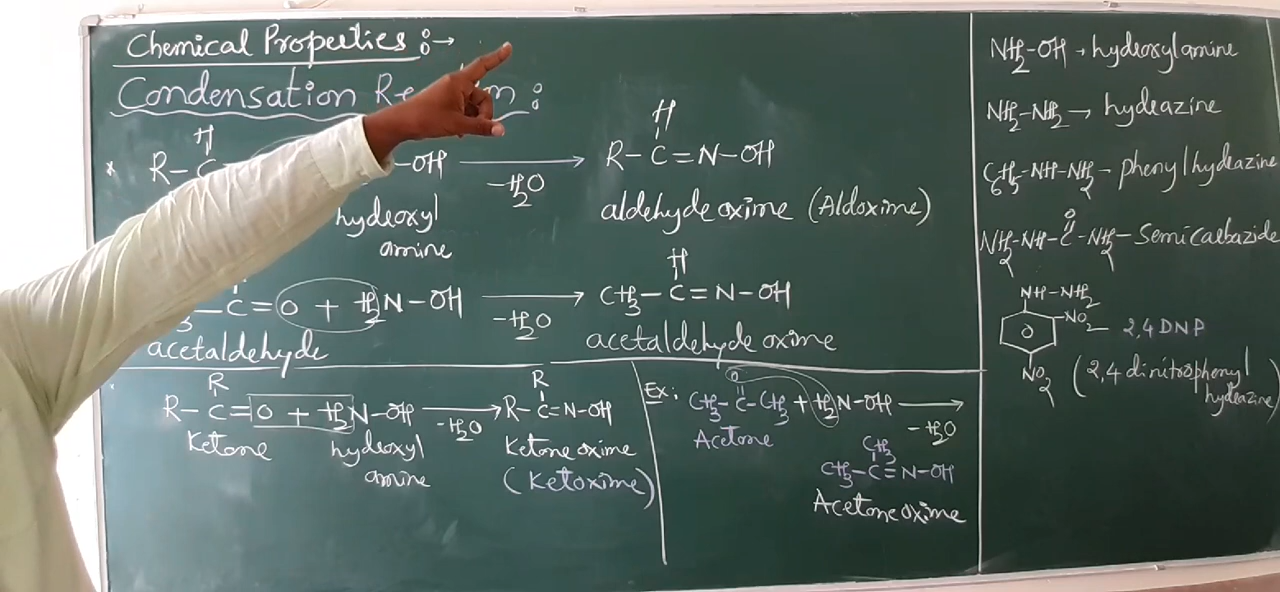 Chemical Properties :→
Condensation Re
H
* R-C -OH → R-C=N-OH
-H2O
H
hydroxyl
amine
aldehyde oxime (Aldoxime)
H
3-C=O + H2N-OH → CH3-C=N-OH
-H2O
acetaldehyde
acetaldehyde oxime
R
R-C=O + H2N-OH → R-C=N-OH
-H2O
R
Ketone
hydroxyl
amine
Ketone oxime
(Ketoxime)
Ex: CH3-C-CH3 + H2N-OH →
O
-H2O
Acetone
CH3
CH3-C=N-OH
Acetone oxime
NH2-OH → hydroxylamine
NH2-NH2 → hydrazine
C6H5-NH-NH2 - phenylhydrazine
O
NH2-NH-C-NH2 - Semicarbazide
NH-NH2
NO2 - 2,4 DNP
NO2
(2,4 dinitrophenyl
hydrazine)